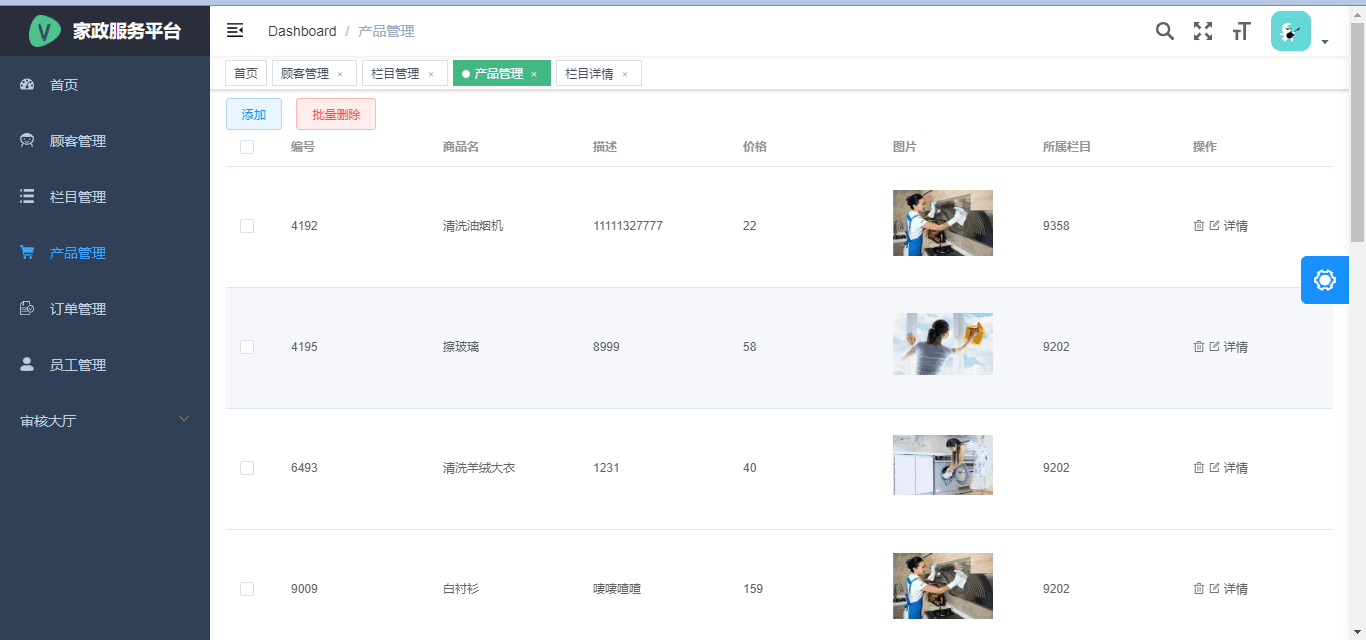 V 家政服务平台
Dashboard / 产品管理
首页
顾客管理
栏目管理
产品管理
订单管理
员工管理
审核大厅
首页 顾客管理 × 栏目管理 × 产品管理 × 栏目详情 ×
添加 批量删除
编号 商品名 描述 价格 图片 所属栏目 操作
4192 清洗油烟机 11111327777 22 9358 详情
4195 擦玻璃 8999 58 9202 详情
6493 清洗羊绒大衣 1231 40 9202 详情
9009 白衬衫 唛唛喳喳 159 9202 详情